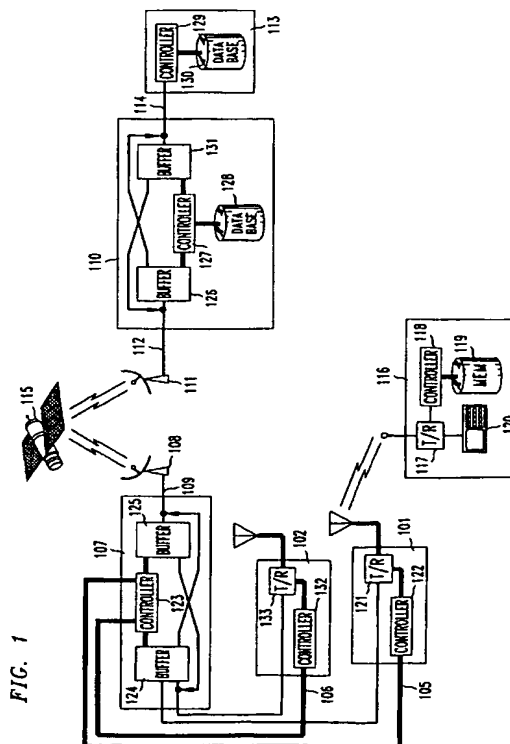 FIG. 1
107
124
BUFFER
CONTROLLER
123
125
BUFFER
109
108
115
111
112
110
126
BUFFER
CONTROLLER
127
DATA
BASE
128
BUFFER
131
114
CONTROLLER
129
130
DATA
BASE
113
102
133
T/R
CONTROLLER
132
106
101
121
T/R
CONTROLLER
122
105
116
117
T/R
CONTROLLER
118
MEM
119
120